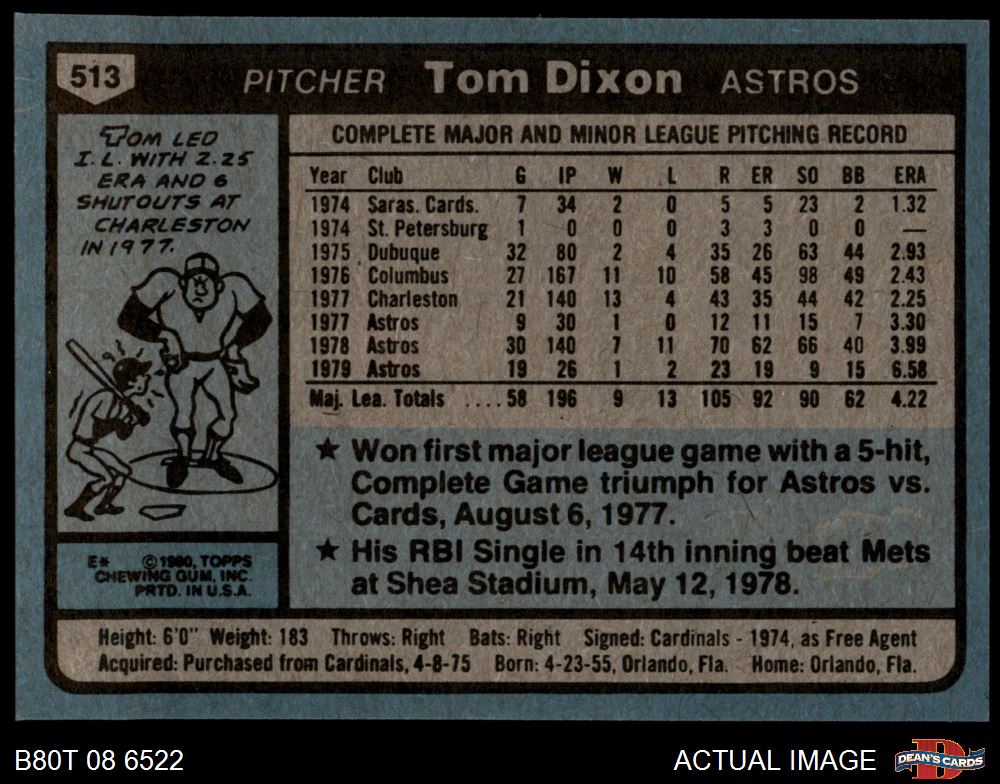 513 PITCHER Tom Dixon ASTROS
TOM LED
I.L. WITH 2.25
ERA AND 6
SHUTOUTS AT
CHARLESTON
IN 1977.
COMPLETE MAJOR AND MINOR LEAGUE PITCHING RECORD
Year Club G IP W L R ER SO BB ERA
1974 Saras. Cards. 7 34 2 0 5 5 23 2 1.32
1974 St. Petersburg 1 0 0 0 3 3 0 0 —
1975 Dubuque 32 80 2 4 35 26 63 44 2.93
1976 Columbus 27 167 11 10 58 45 98 49 2.43
1977 Charleston 21 140 13 4 43 35 44 42 2.25
1977 Astros 9 30 1 0 12 11 15 7 3.30
1978 Astros 30 140 7 11 70 62 66 40 3.99
1979 Astros 19 26 1 2 23 19 9 15 6.58
Maj. Lea. Totals ....58 196 9 13 105 92 90 62 4.22
★ Won first major league game with a 5-hit,
Complete Game triumph for Astros vs.
Cards, August 6, 1977.
★ His RBI Single in 14th inning beat Mets
at Shea Stadium, May 12, 1978.
E* ©1980, TOPPS
CHEWING GUM, INC.
PRTD. IN U.S.A.
Height: 6'0" Weight: 183 Throws: Right Bats: Right Signed: Cardinals - 1974, as Free Agent
Acquired: Purchased from Cardinals, 4-8-75 Born: 4-23-55, Orlando, Fla. Home: Orlando, Fla.
B80T 08 6522 ACTUAL IMAGE DEAN'S CARDS